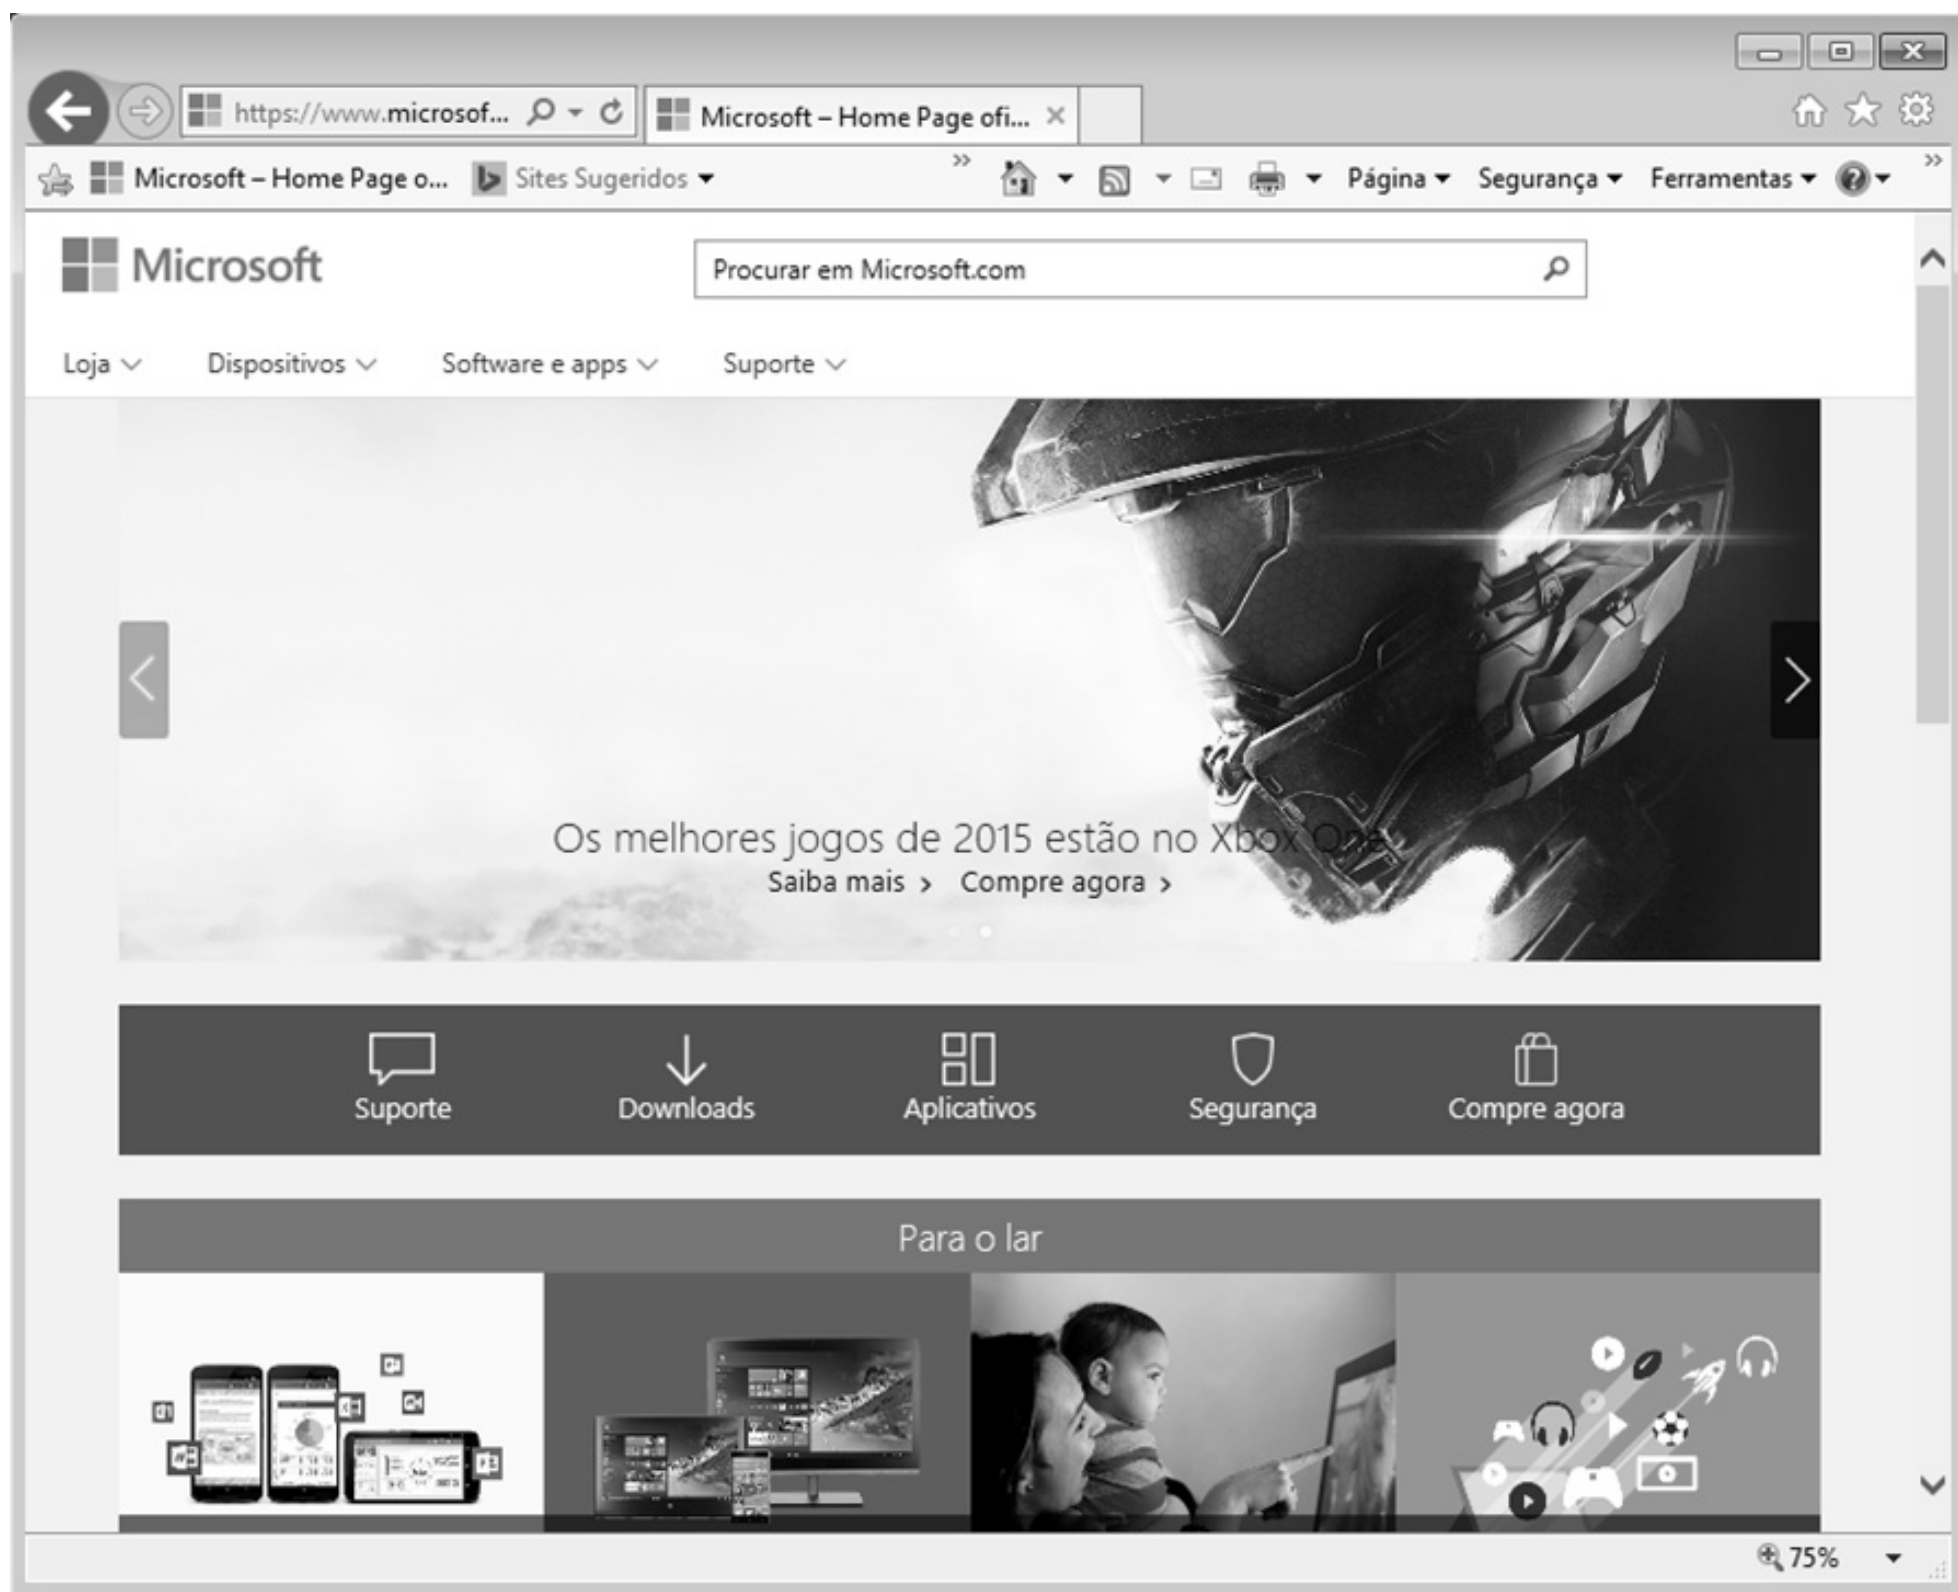 https://www.microsof...
Microsoft – Home Page ofi...
Microsoft – Home Page o...
Sites Sugeridos
Página
Segurança
Ferramentas
Microsoft
Procurar em Microsoft.com
Loja
Dispositivos
Software e apps
Suporte
Os melhores jogos de 2015 estão no Xbox One
Saiba mais › Compre agora ›
Suporte
Downloads
Aplicativos
Segurança
Compre agora
Para o lar
75%